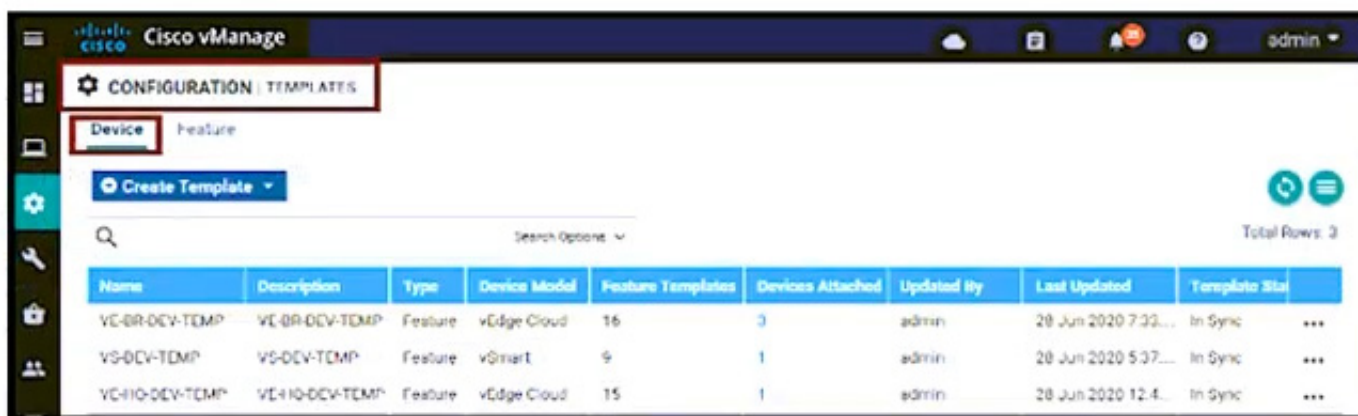 cisco Cisco vManage admin
CONFIGURATION | TEMPLATES
Device Feature
Create Template
Search Options
Total Rows: 3
Name Description Type Device Model Feature Templates Devices Attached Updated By Last Updated Template Stat
VE-BR-DEV-TEMP VE-BR-DEV-TEMP Feature vEdge Cloud 16 3 admin 28 Jun 2020 7:33... In Sync ...
VS-DEV-TEMP VS-DEV-TEMP Feature vSmart 9 1 admin 28 Jun 2020 5:37... In Sync ...
VE-HQ-DEV-TEMP VE-HQ-DEV-TEMP Feature vEdge Cloud 15 1 admin 28 Jun 2020 12:4... In Sync ...